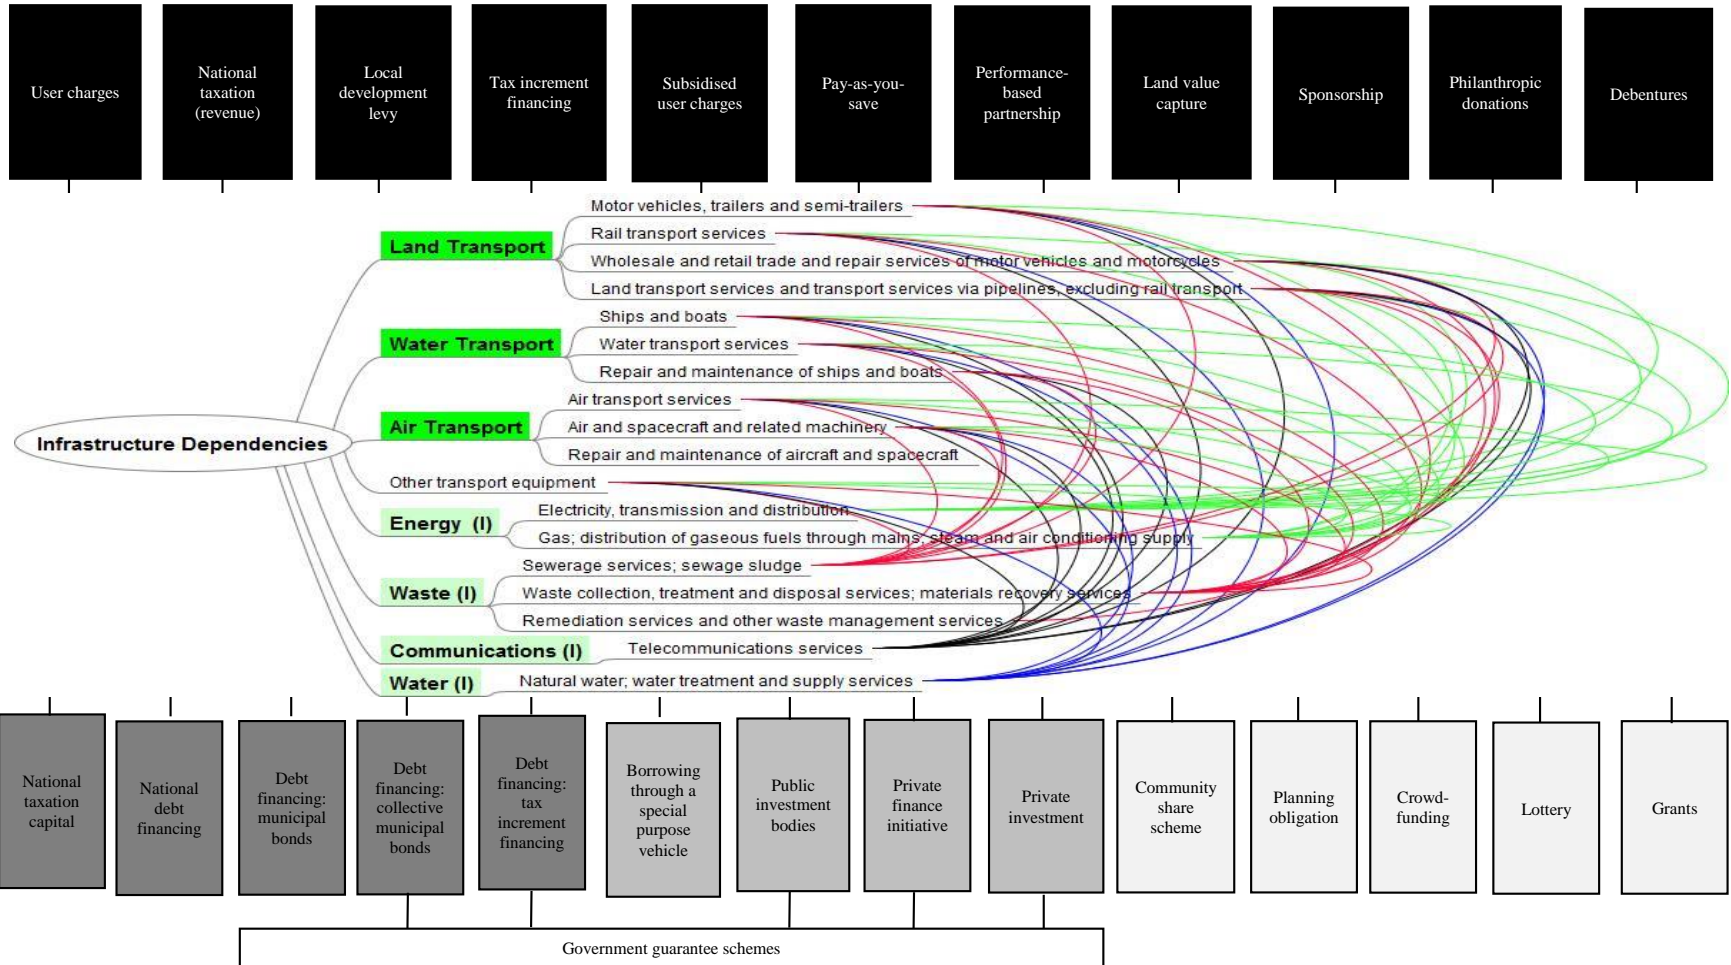 User charges
National
taxation
(revenue)
Local
development
levy
Tax increment
financing
Subsidised
user charges
Pay-as-you-
save
Performance-
based
partnership
Land value
capture
Sponsorship
Philanthropic
donations
Debentures
Infrastructure Dependencies
Land Transport
Motor vehicles, trailers and semi-trailers
Rail transport services
Wholesale and retail trade and repair services of motor vehicles and motorcycles
Land transport services and transport services via pipelines, excluding rail transport
Water Transport
Ships and boats
Water transport services
Repair and maintenance of ships and boats
Air Transport
Air transport services
Air and spacecraft and related machinery
Repair and maintenance of aircraft and spacecraft
Other transport equipment
Energy (I)
Electricity, transmission and distribution
Gas; distribution of gaseous fuels through mains; steam and air conditioning supply
Waste (I)
Sewerage services; sewage sludge
Waste collection, treatment and disposal services; materials recovery services
Remediation services and other waste management services
Communications (I)
Telecommunications services
Water (I)
Natural water; water treatment and supply services
National
taxation
capital
National
debt
financing
Debt
financing:
municipal
bonds
Debt
financing:
collective
municipal
bonds
Debt
financing:
tax
increment
financing
Borrowing
through a
special
purpose
vehicle
Public
investment
bodies
Private
finance
initiative
Private
investment
Community
share
scheme
Planning
obligation
Crowd-
funding
Lottery
Grants
Government guarantee schemes